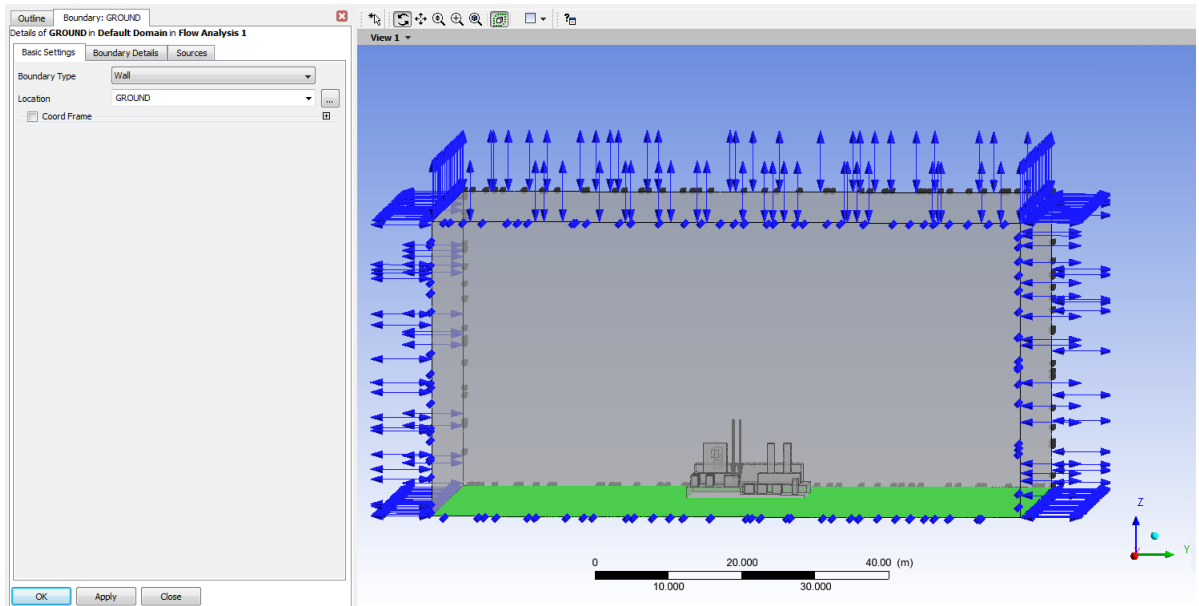 Outline Boundary: GROUND
Details of GROUND in Default Domain in Flow Analysis 1
Basic Settings Boundary Details Sources
Boundary Type Wall
Location GROUND ...
Coord Frame
OK Apply Close
View 1
Z
Y
0 20.000 40.00 (m)
10.000 30.000